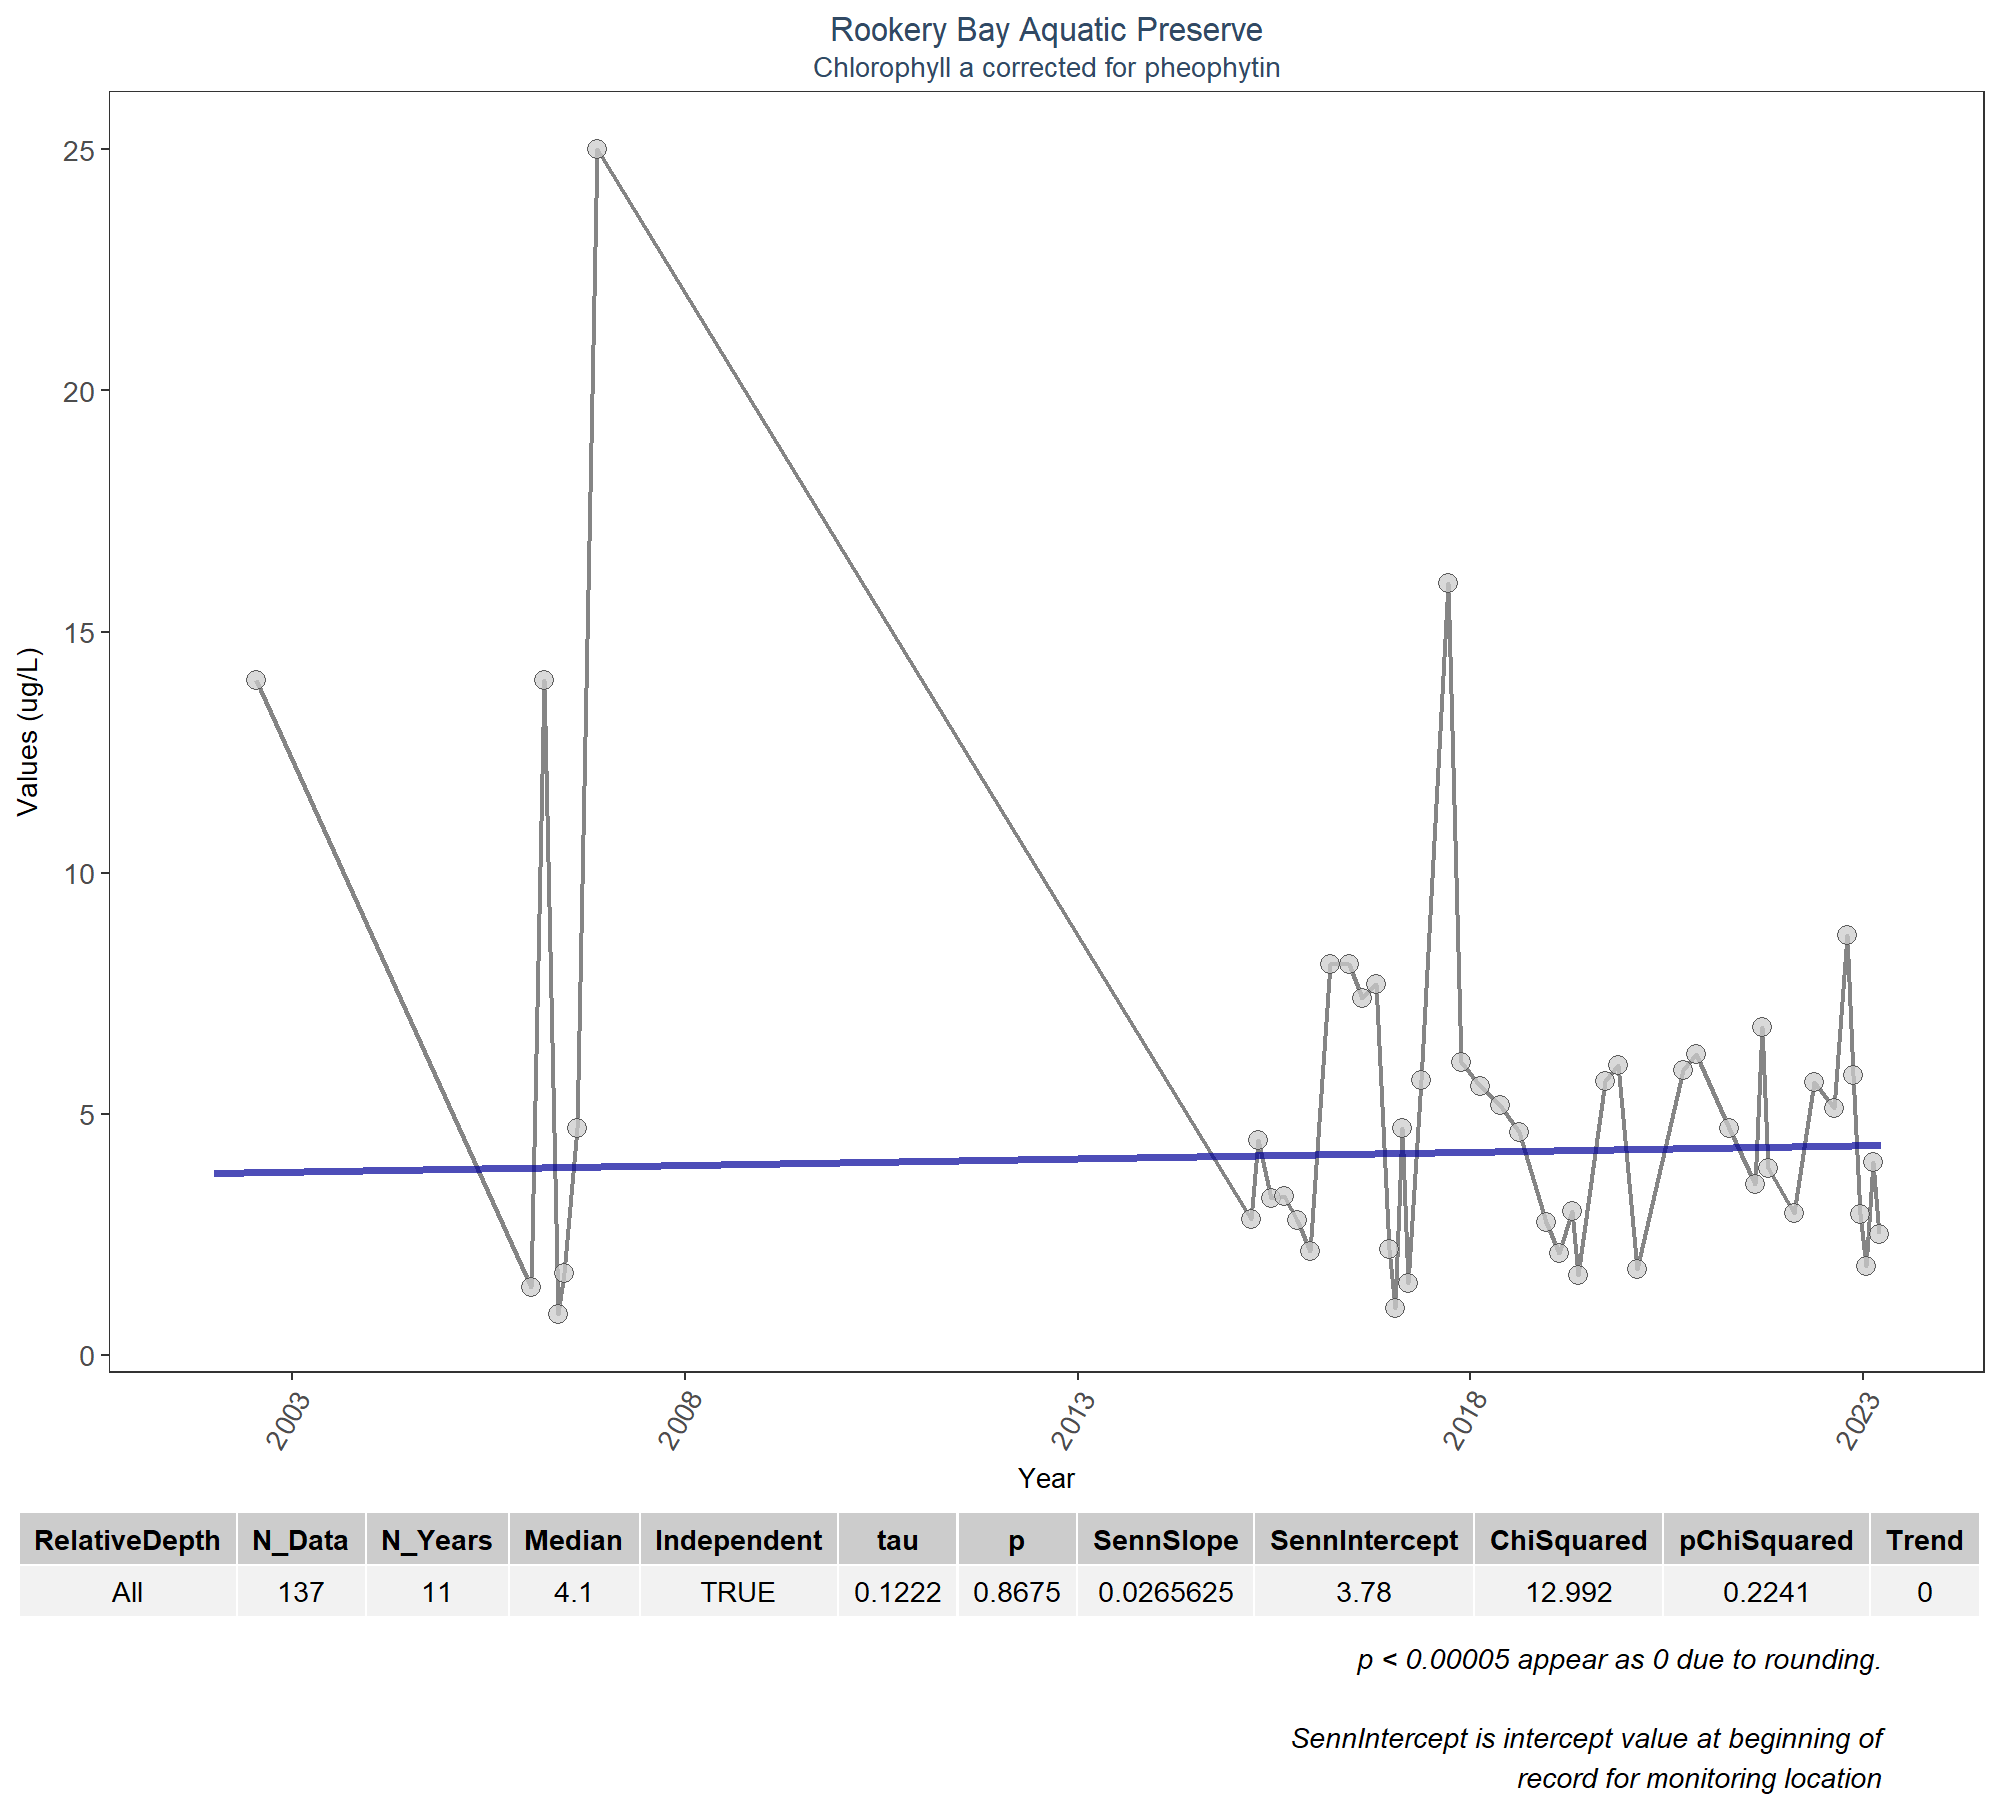 Rookery Bay Aquatic Preserve
Chlorophyll a corrected for pheophytin
25
20
15
10
5
0
Values (ug/L)
2003 2008 2013 2018 2023
Year
RelativeDepth N_Data N_Years Median Independent tau p SennSlope SennIntercept ChiSquared pChiSquared Trend
All 137 11 4.1 TRUE 0.1222 0.8675 0.0265625 3.78 12.992 0.2241 0
p < 0.00005 appear as 0 due to rounding.
SennIntercept is intercept value at beginning of
record for monitoring location